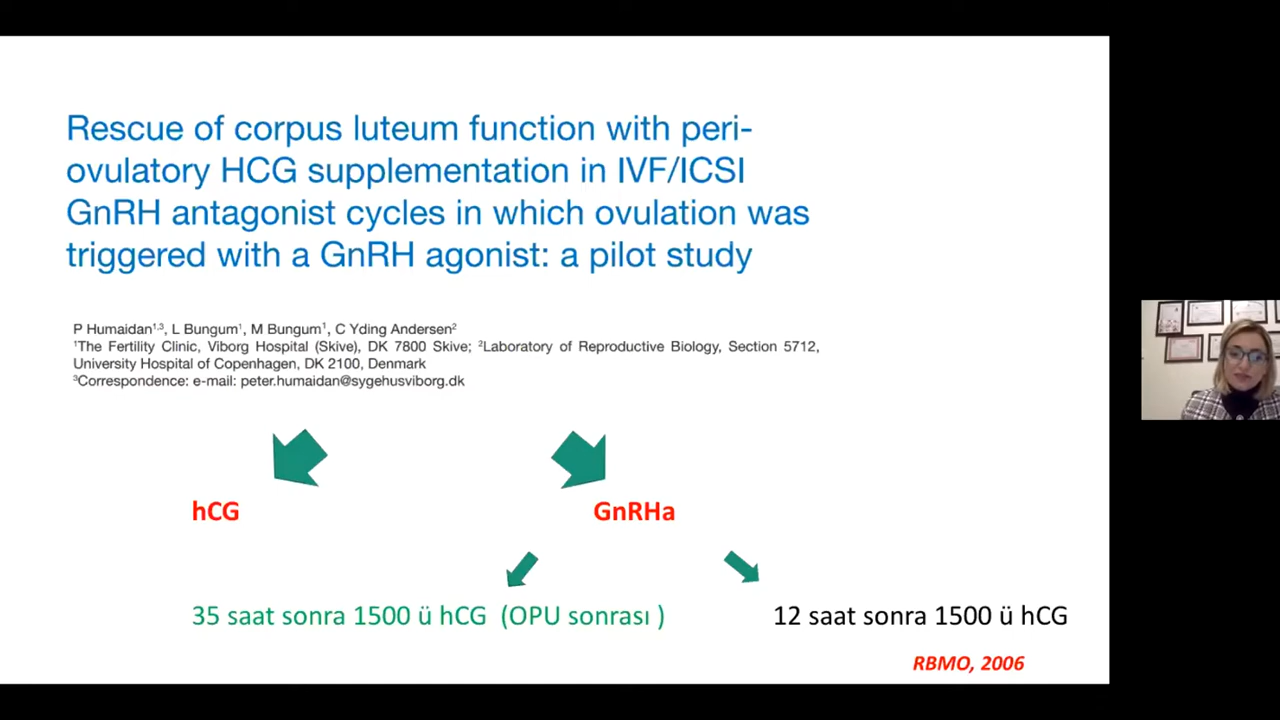 Rescue of corpus luteum function with peri-
ovulatory HCG supplementation in IVF/ICSI
GnRH antagonist cycles in which ovulation was
triggered with a GnRH agonist: a pilot study
P Humaidan1,3, L Bungum1, M Bungum1, C Yding Andersen2
1The Fertility Clinic, Viborg Hospital (Skive), DK 7800 Skive; 2Laboratory of Reproductive Biology, Section 5712,
University Hospital of Copenhagen, DK 2100, Denmark
3Correspondence: e-mail: peter.humaidan@sygehusviborg.dk
hCG
GnRHa
35 saat sonra 1500 ü hCG (OPU sonrası )
12 saat sonra 1500 ü hCG
RBMO, 2006